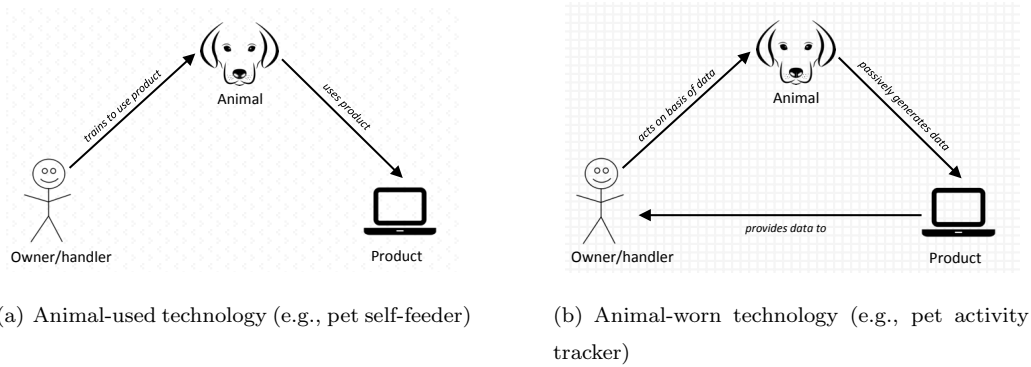 trains to use product
Animal
uses product
Owner/handler
Product
a) Animal-used technology (e.g., pet self-feeder)
acts on basis of data
Animal
passively generates data
provides data to
Owner/handler
Product
(b) Animal-worn technology (e.g., pet activity
tracker)